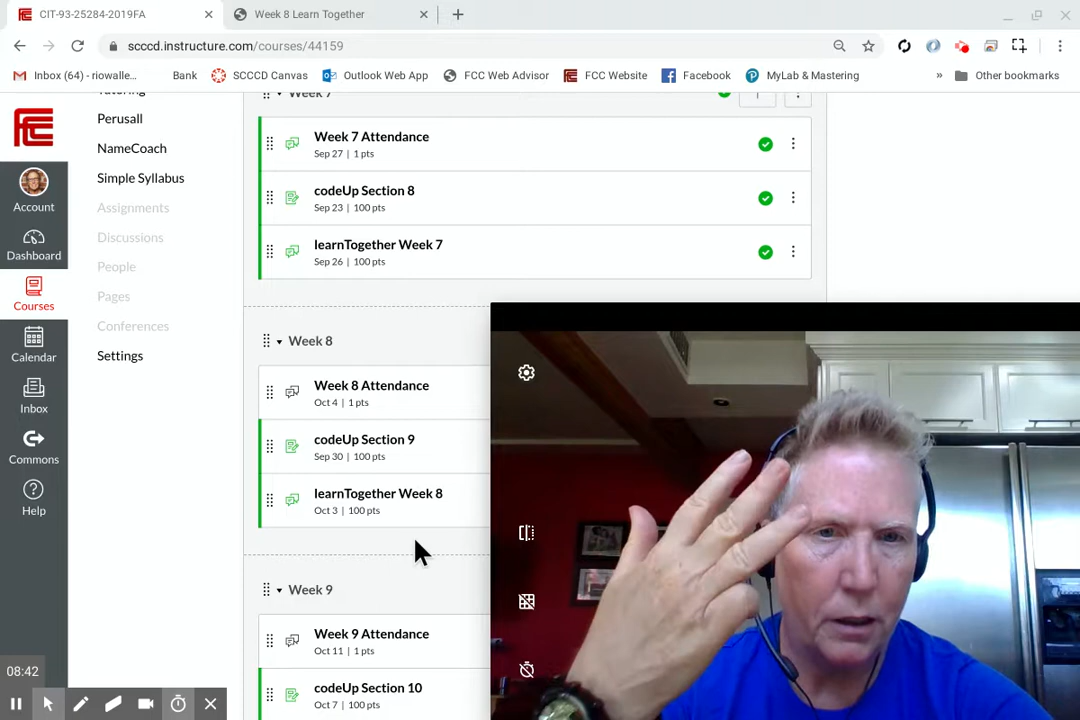 CIT-93-25284-2019FA
Week 8 Learn Together
scccd.instructure.com/courses/44159
Inbox (64) - riowalle...
Bank
SCCCD Canvas
Outlook Web App
FCC Web Advisor
FCC Website
Facebook
MyLab & Mastering
»
Other bookmarks
Tutoring
Perusall
NameCoach
Simple Syllabus
Assignments
Discussions
People
Pages
Conferences
Settings
Account
Dashboard
Courses
Calendar
Inbox
Commons
Help
08:42
Week 7
Week 7 Attendance
Sep 27 | 1 pts
codeUp Section 8
Sep 23 | 100 pts
learnTogether Week 7
Sep 26 | 100 pts
Week 8
Week 8 Attendance
Oct 4 | 1 pts
codeUp Section 9
Sep 30 | 100 pts
learnTogether Week 8
Oct 3 | 100 pts
Week 9
Week 9 Attendance
Oct 11 | 1 pts
codeUp Section 10
Oct 7 | 100 pts